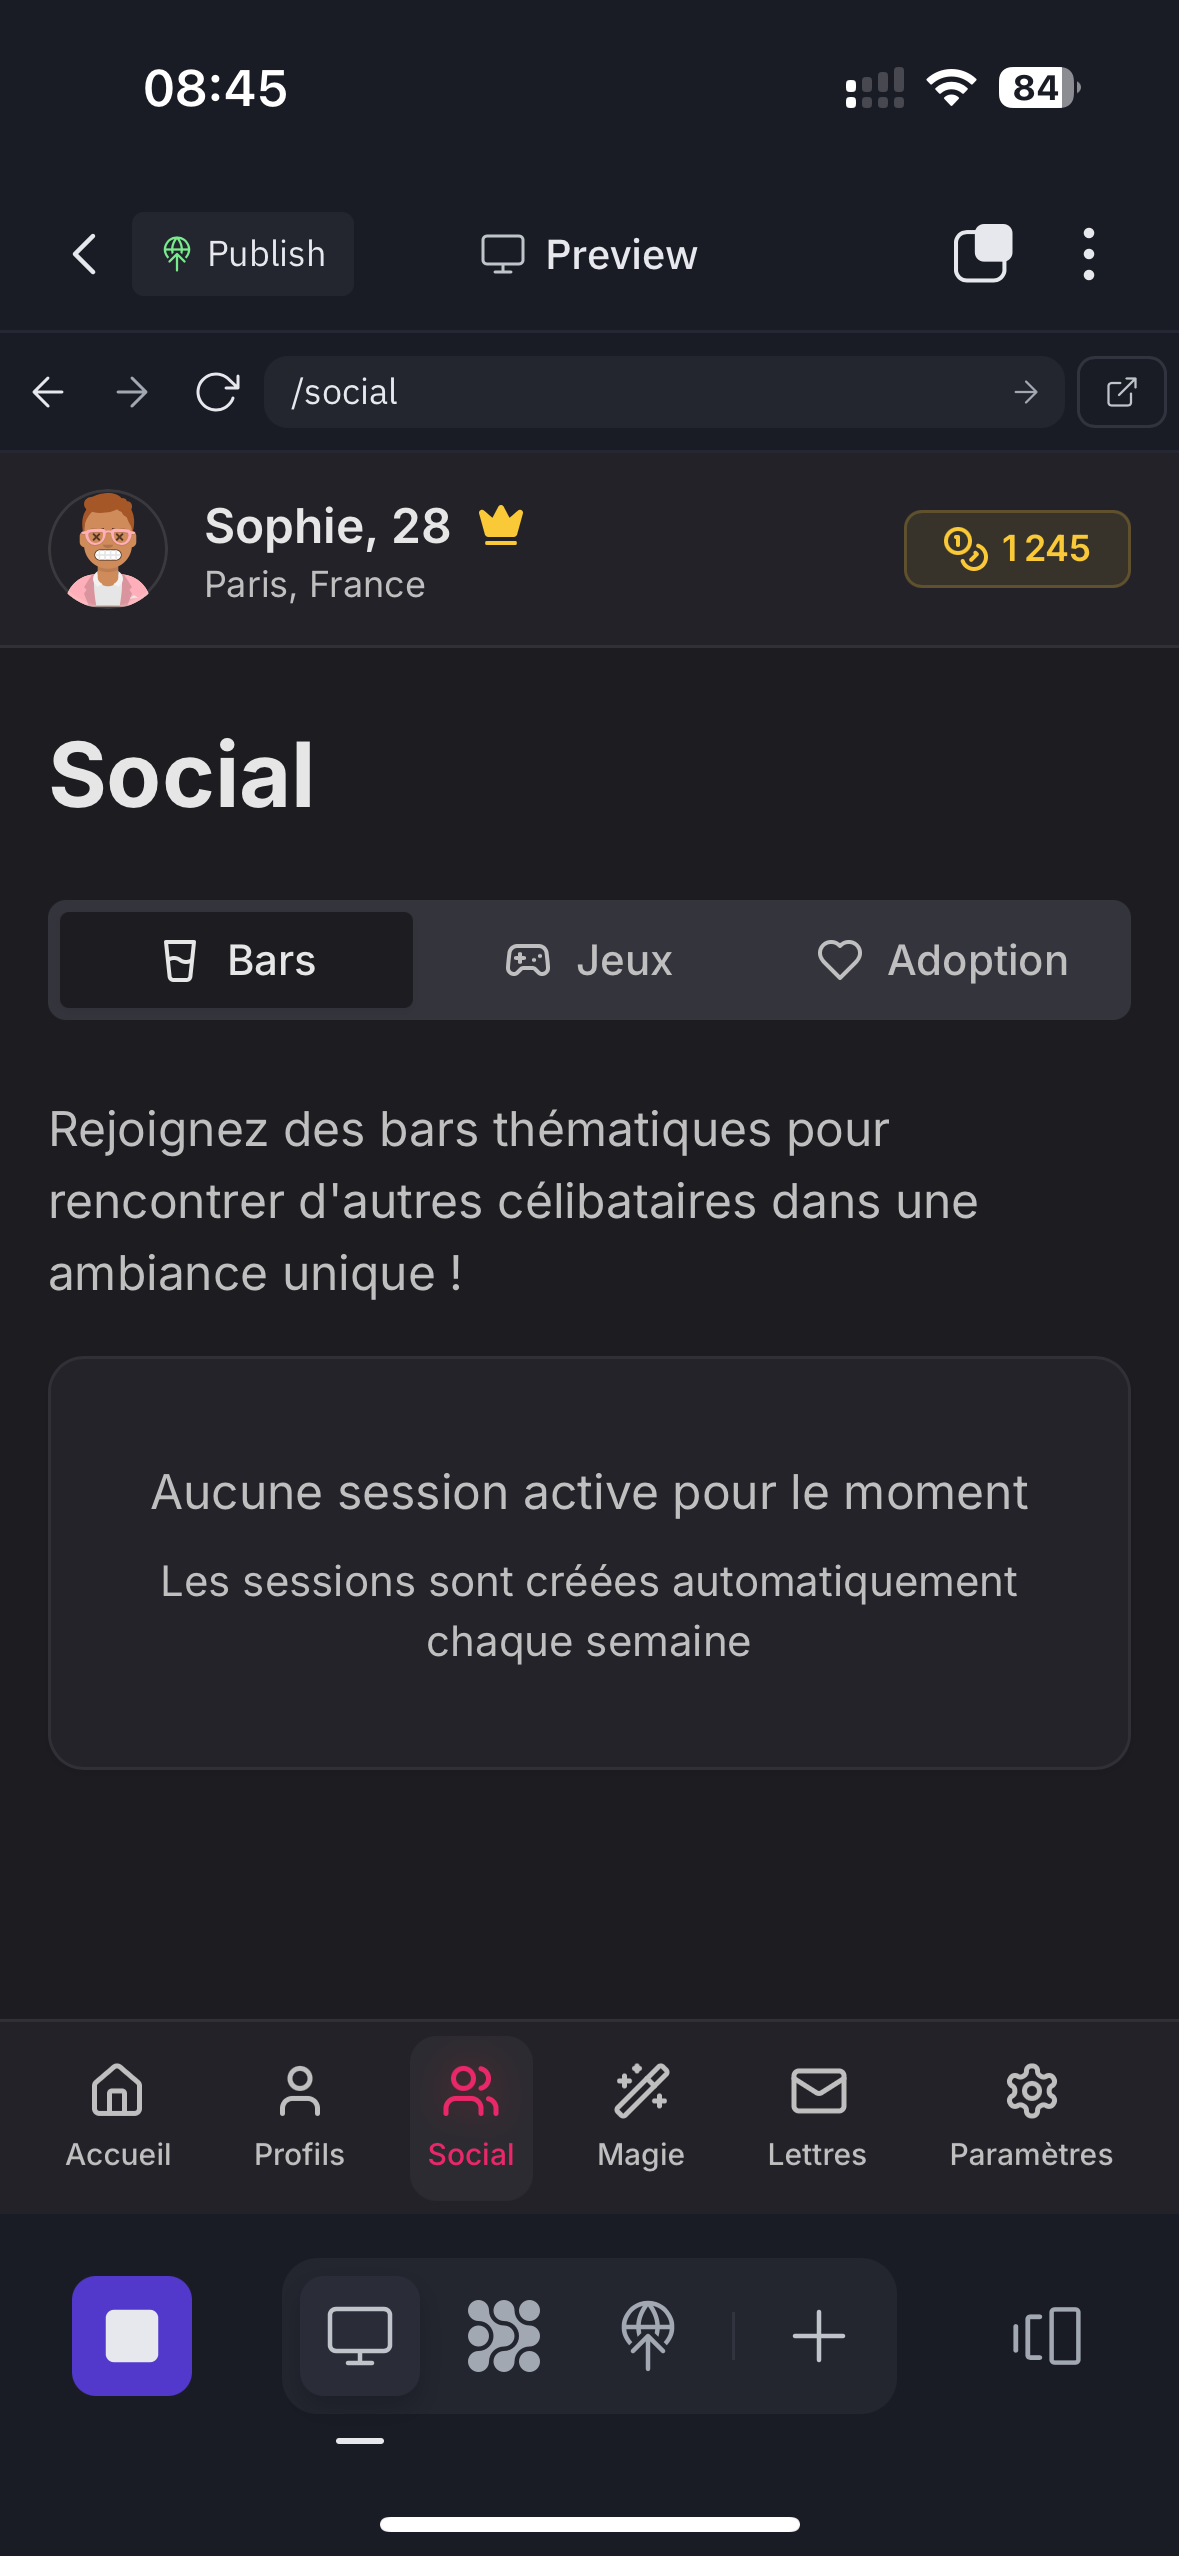 08:45
84
Publish
Preview
/social
Sophie, 28
Paris, France
1 245
Social
Bars
Jeux
Adoption
Rejoignez des bars thématiques pour
rencontrer d'autres célibataires dans une
ambiance unique !
Aucune session active pour le moment
Les sessions sont créées automatiquement
chaque semaine
Accueil
Profils
Social
Magie
Lettres
Paramètres